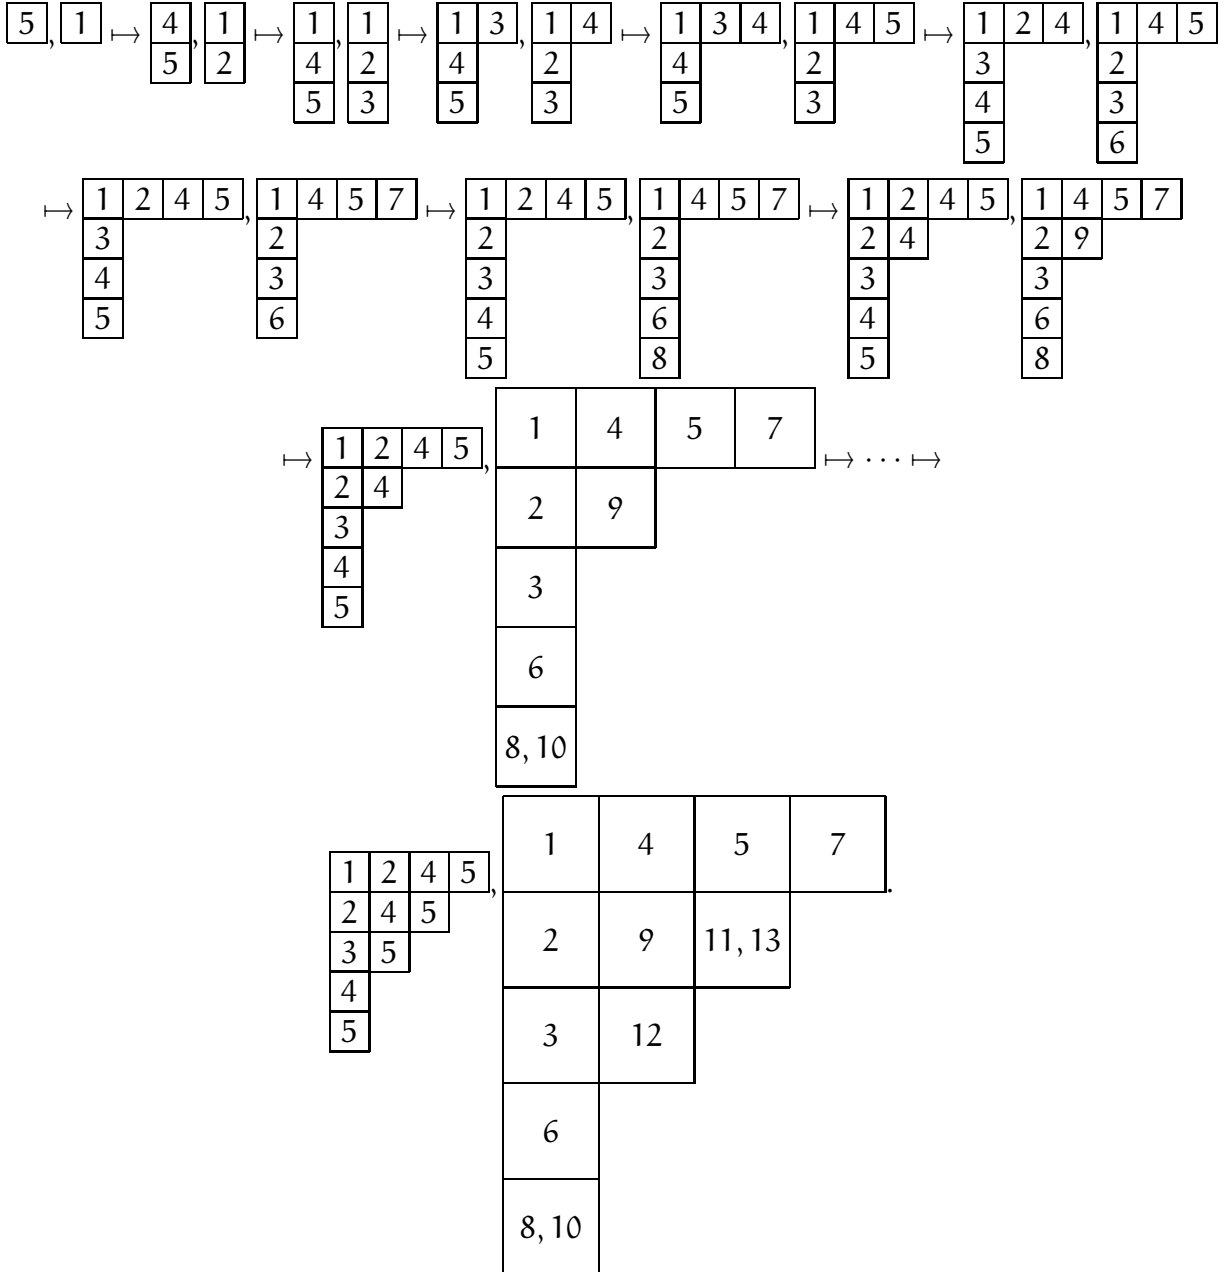 5 , 1 ↦ 4 , 1 ↦ 1 , 1 ↦ 1 3 , 1 4 ↦ 1 3 4 , 1 4 5 ↦ 1 2 4 , 1 4 5
5 2 4 2 4 2 4 2 3 2
5 3 5 3 5 3 4 3
5 6
↦ 1 2 4 5 , 1 4 5 7 ↦ 1 2 4 5 , 1 4 5 7 ↦ 1 2 4 5 , 1 4 5 7
3 2 2 2 2 4 2 9
4 3 3 3 3 3
5 6 4 6 4 6
5 8 5 8
↦ 1 2 4 5 , 1 4 5 7 ↦ ⋯ ↦
2 4 2 9
3 3
4 6
5 8, 10
1 2 4 5 , 1 4 5 7 .
2 4 5 2 9 11, 13
3 5 3 12
4 6
5 8, 10